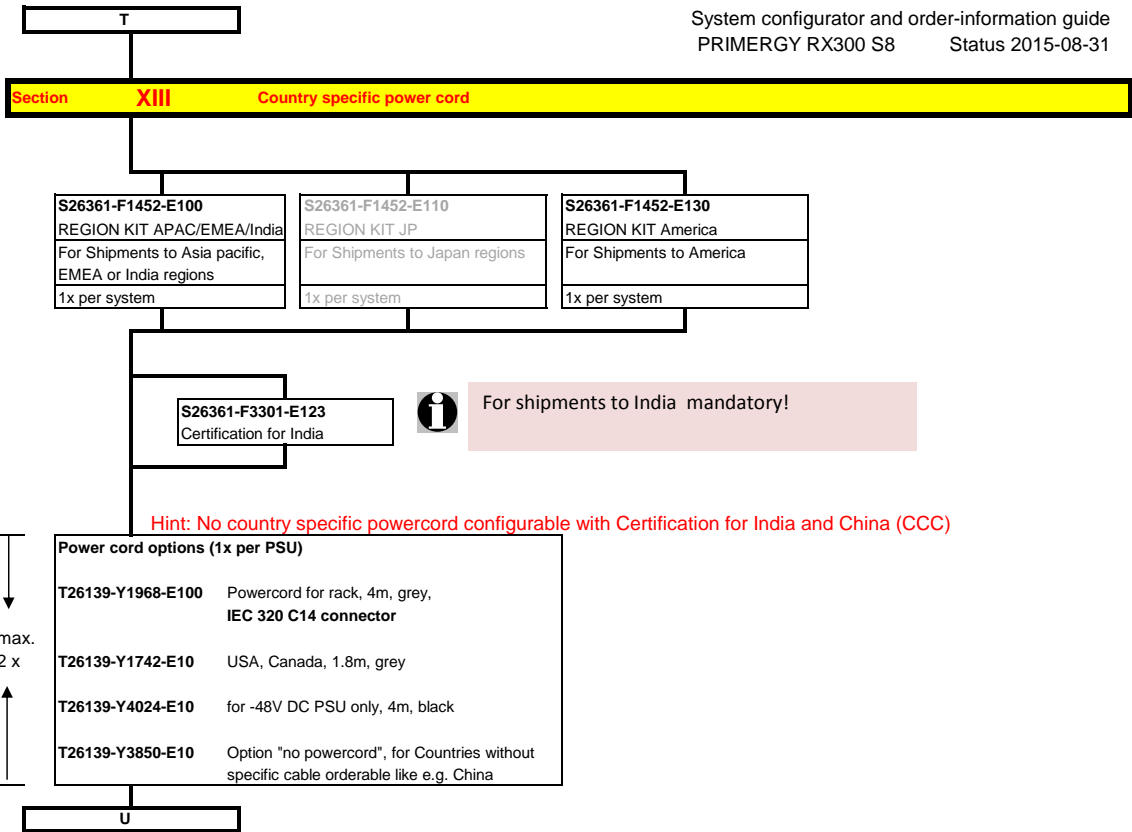 T
System configurator and order-information guide
PRIMERGY RX300 S8 Status 2015-08-31
Section XIII Country specific power cord
S26361-F1452-E100
REGION KIT APAC/EMEA/India
For Shipments to Asia pacific,
EMEA or India regions
1x per system
S26361-F1452-E110
REGION KIT JP
For Shipments to Japan regions
1x per system
S26361-F1452-E130
REGION KIT America
For Shipments to America
1x per system
S26361-F3301-E123
Certification for India
i
For shipments to India mandatory!
Hint: No country specific powercord configurable with Certification for India and China (CCC)
max.
2 x
Power cord options (1x per PSU)
T26139-Y1968-E100 Powercord for rack, 4m, grey,
IEC 320 C14 connector
T26139-Y1742-E10 USA, Canada, 1.8m, grey
T26139-Y4024-E10 for -48V DC PSU only, 4m, black
T26139-Y3850-E10 Option "no powercord", for Countries without
specific cable orderable like e.g. China
U